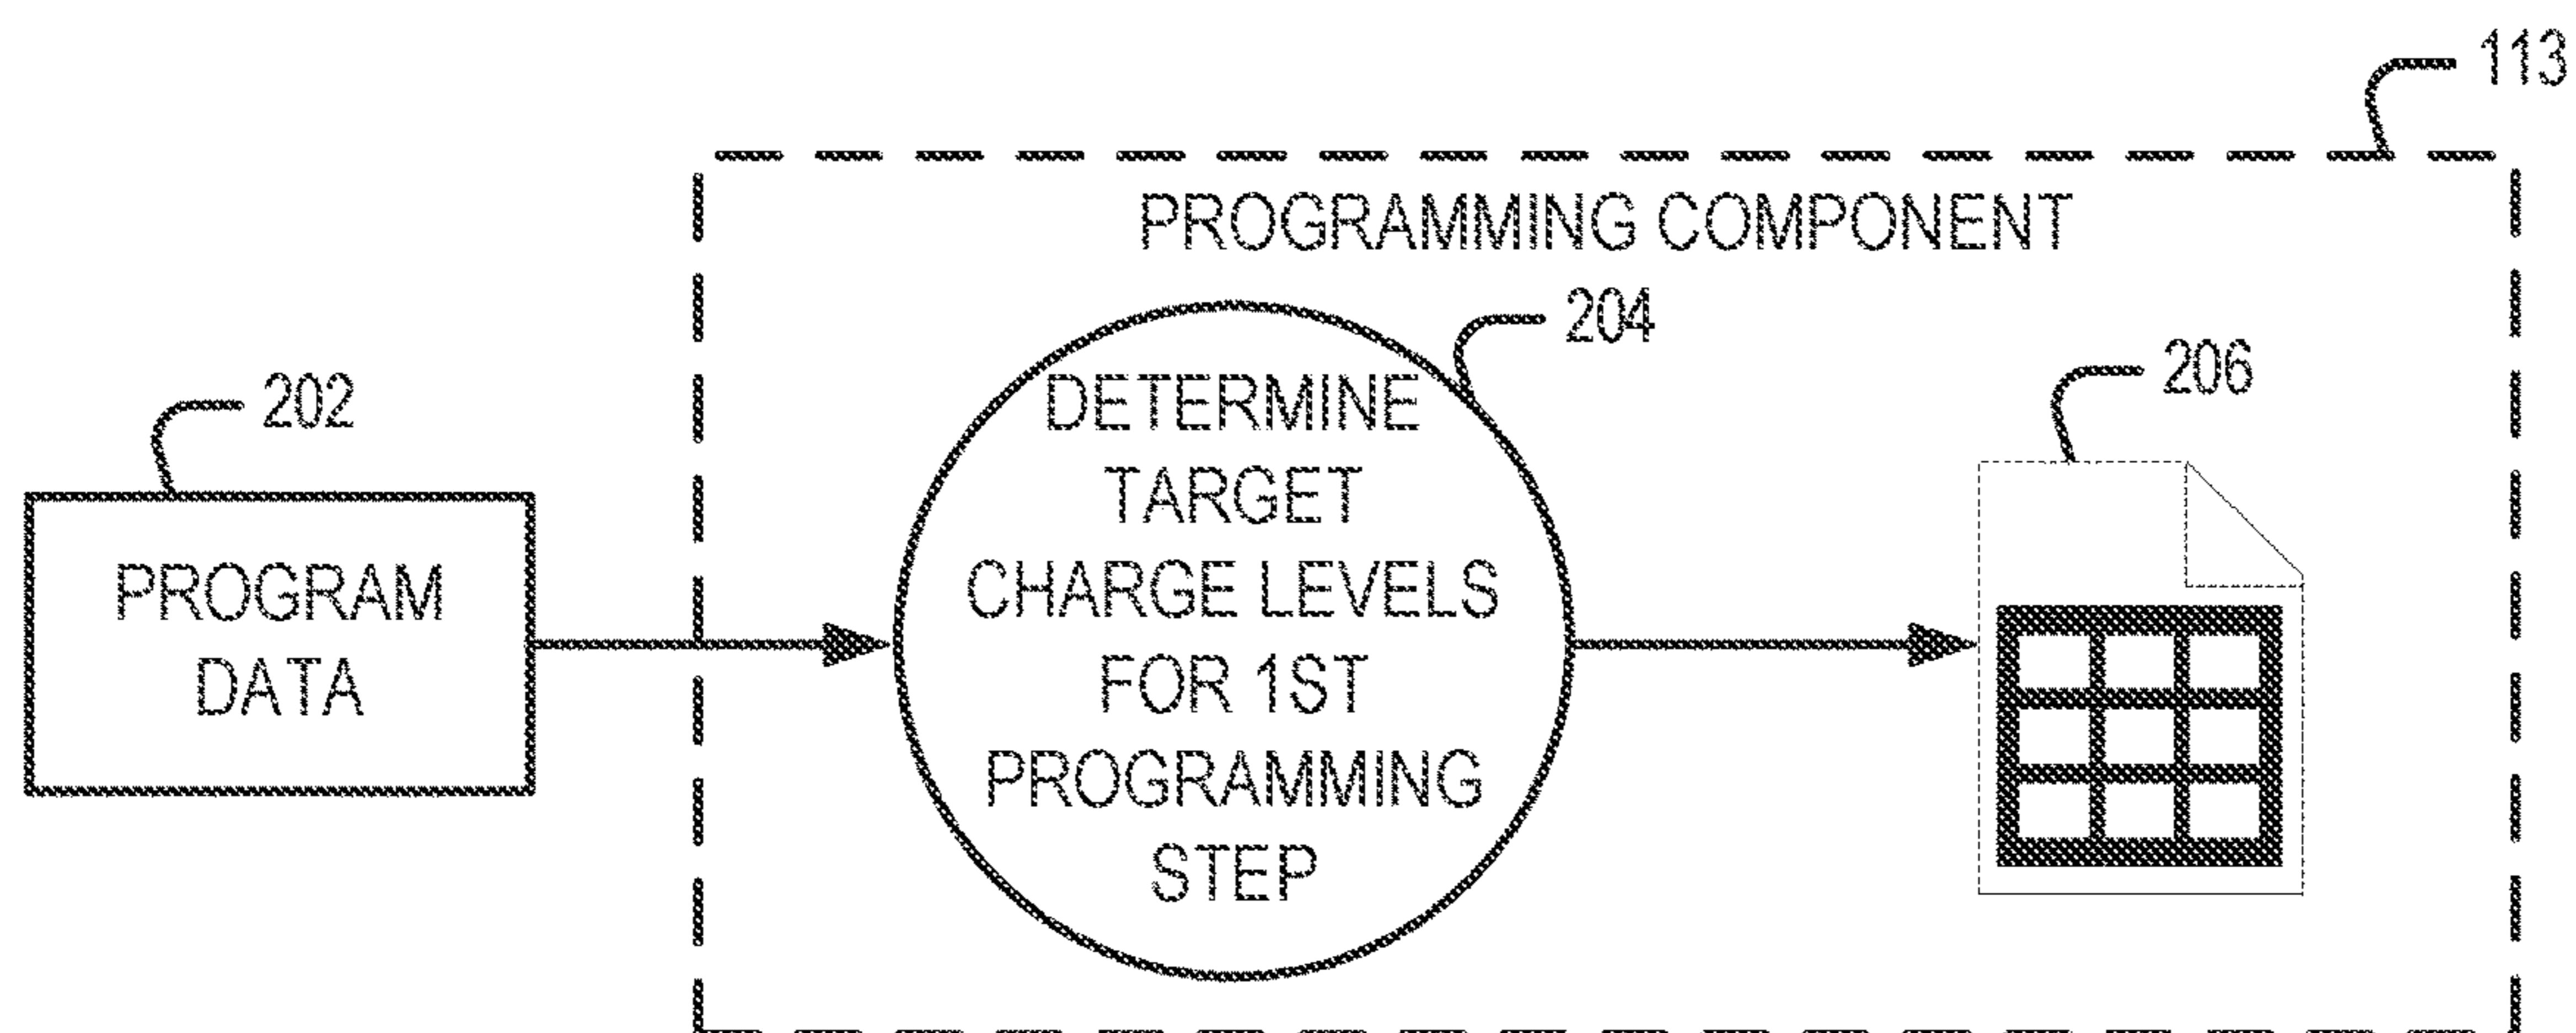 113
PROGRAMMING COMPONENT
204
206
202
DETERMINE
TARGET
CHARGE LEVELS
FOR 1ST
PROGRAMMING
STEP
PROGRAM
DATA